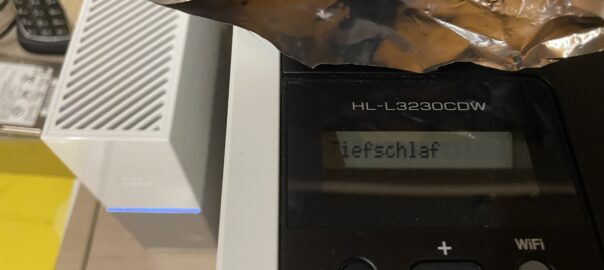 HL-L3230CDW
Tiefschlaf
+
WiFi